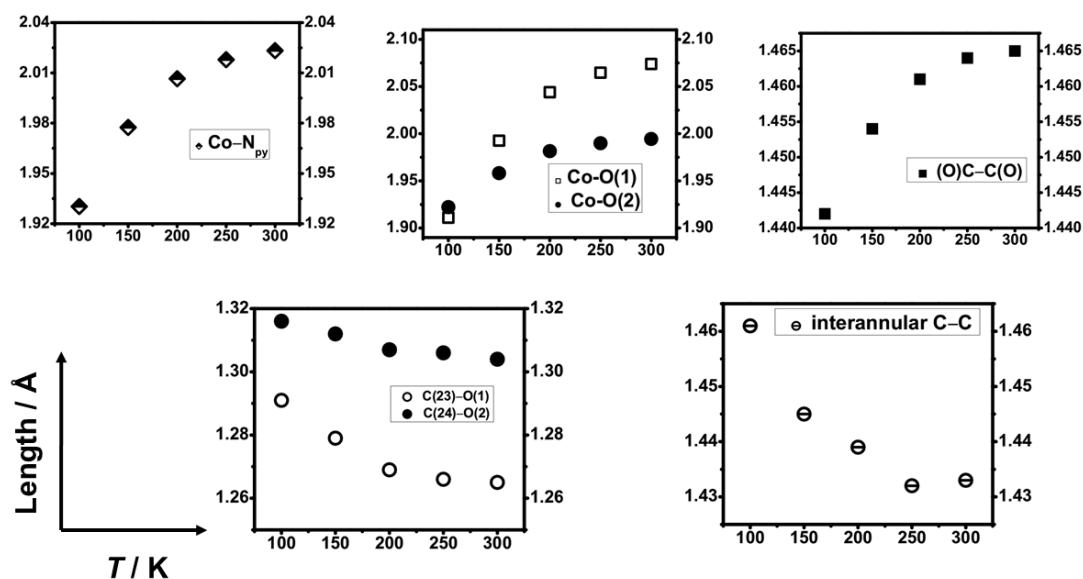 2.04 2.04
2.01 2.01
1.98 1.98
1.95 1.95
1.92 1.92
Co–Npy
100 150 200 250 300
2.10 2.10
2.05 2.05
2.00 2.00
1.95 1.95
1.90 1.90
Co-O(1)
Co-O(2)
100 150 200 250 300
1.465 1.465
1.460 1.460
1.455 1.455
1.450 1.450
1.445 1.445
1.440 1.440
(O)C–C(O)
100 150 200 250 300
Length / Å
T / K
1.32 1.32
1.30 1.30
1.28 1.28
1.26 1.26
C(23)–O(1)
C(24)–O(2)
100 150 200 250 300
interannular C–C
1.46 1.46
1.45 1.45
1.44 1.44
1.43 1.43
100 150 200 250 300